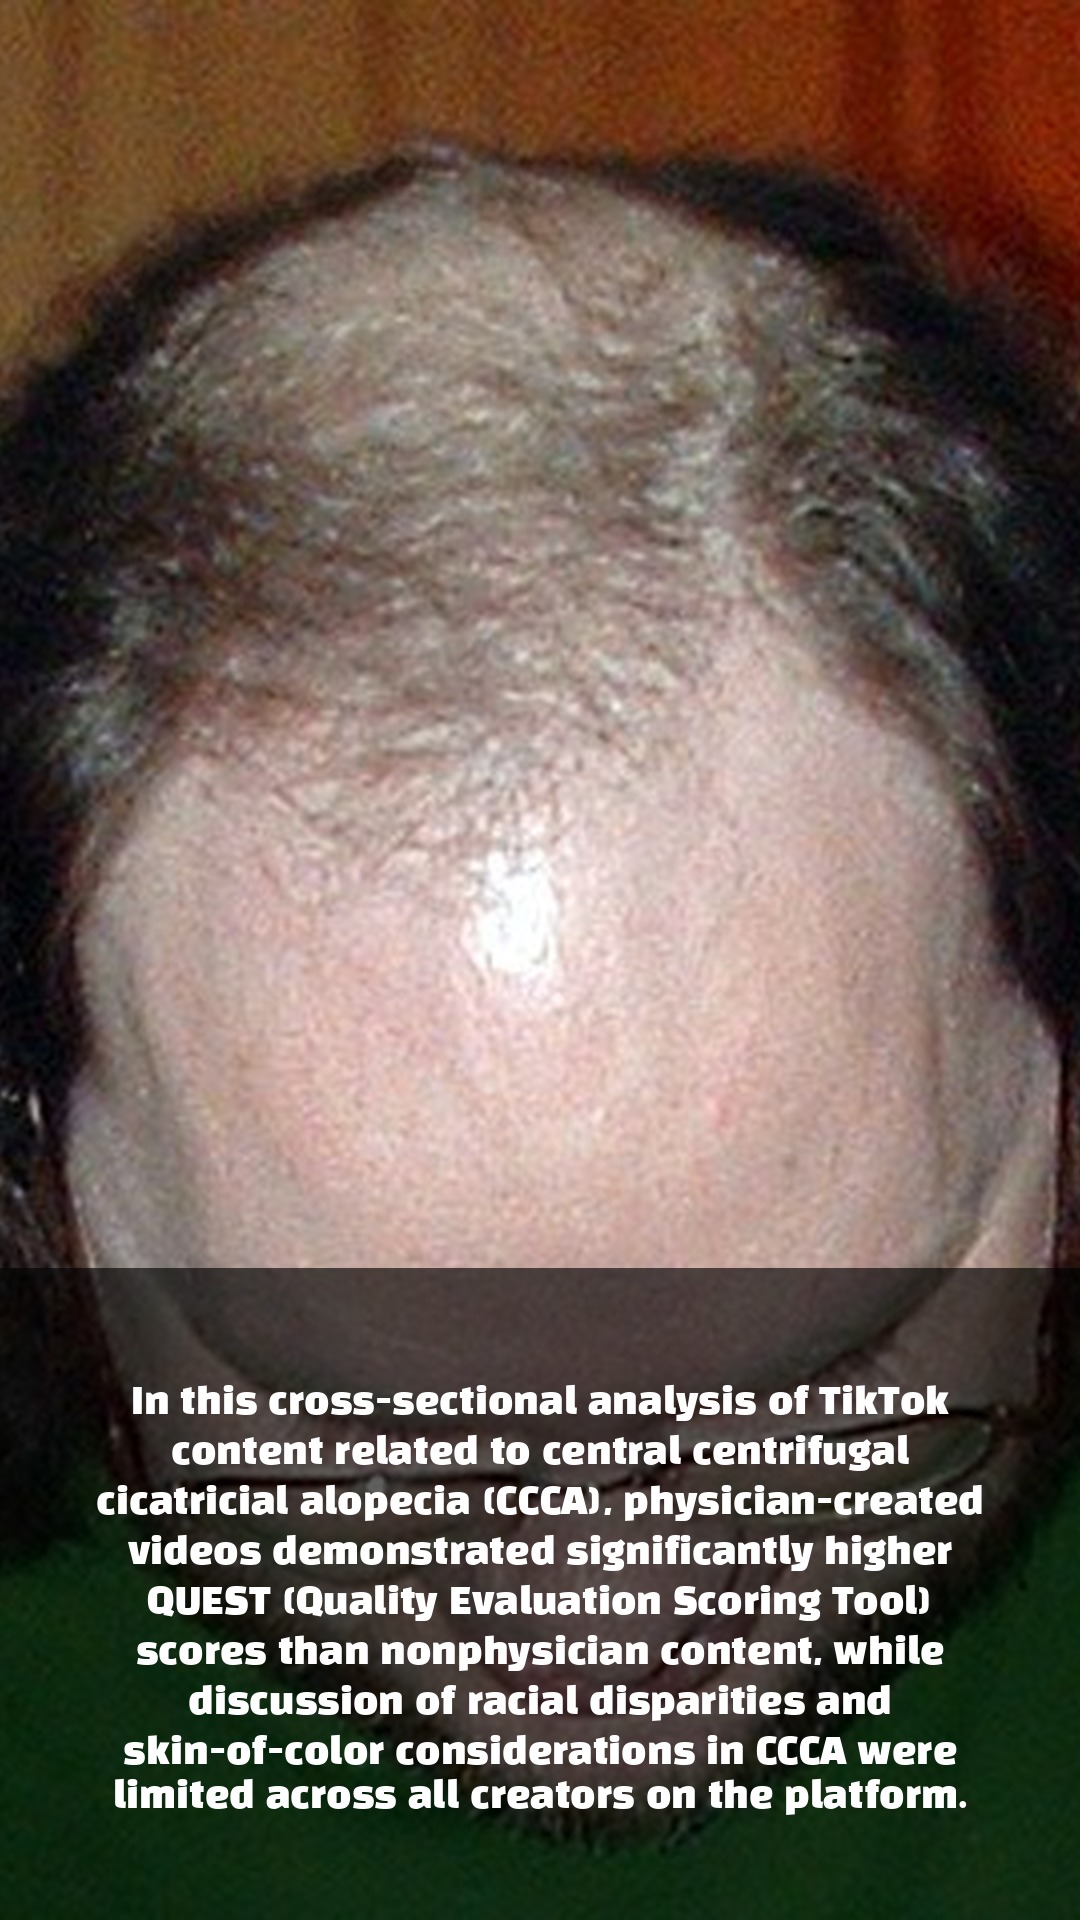 In this cross-sectional analysis of TikTok
content related to central centrifugal
cicatricial alopecia (CCCA), physician-created
videos demonstrated significantly higher
QUEST (Quality Evaluation Scoring Tool)
scores than nonphysician content, while
discussion of racial disparities and
skin-of-color considerations in CCCA were
limited across all creators on the platform.